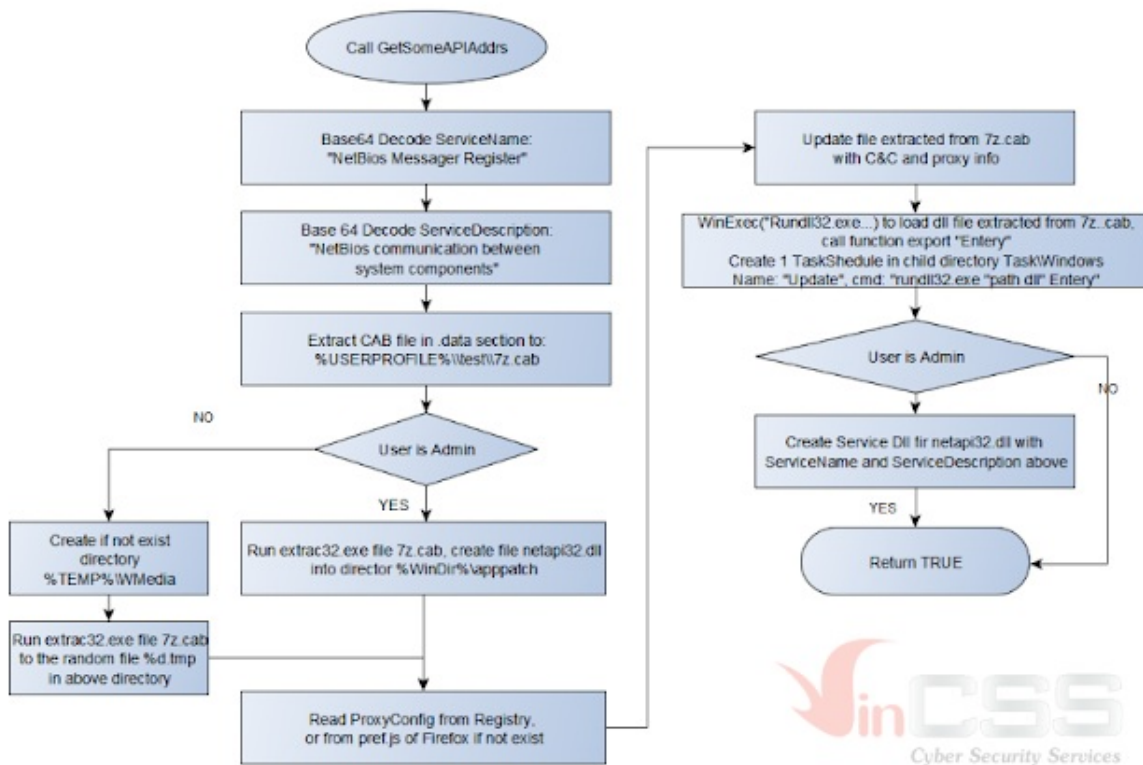 Call GetSomeAPIAddrs
Base64 Decode ServiceName:
"NetBios Messager Register"
Base 64 Decode ServiceDescription:
"NetBios communication between
system components"
Extract CAB file in .data section to:
%USERPROFILE%\\test\\7z.cab
NO
User is Admin
YES
Create if not exist
directory
%TEMP%\WMedia
Run extrac32.exe file 7z.cab, create file netapi32.dll
into director %WinDir%\apppatch
Run extrac32.exe file 7z.cab
to the random file %d.tmp
in above directory
Read ProxyConfig from Registry,
or from pref.js of Firefox if not exist
Update file extracted from 7z.cab
with C&C and proxy info
WinExec("Rundll32.exe...) to load dll file extracted from 7z..cab,
call function export "Entery"
Create 1 TaskShedule in child directory Task\Windows
Name: "Update", cmd: "rundll32.exe "path dll" Entery"
User is Admin
NO
Create Service Dll fir netapi32.dll with
ServiceName and ServiceDescription above
YES
Return TRUE
VinCSS
Cyber Security Services